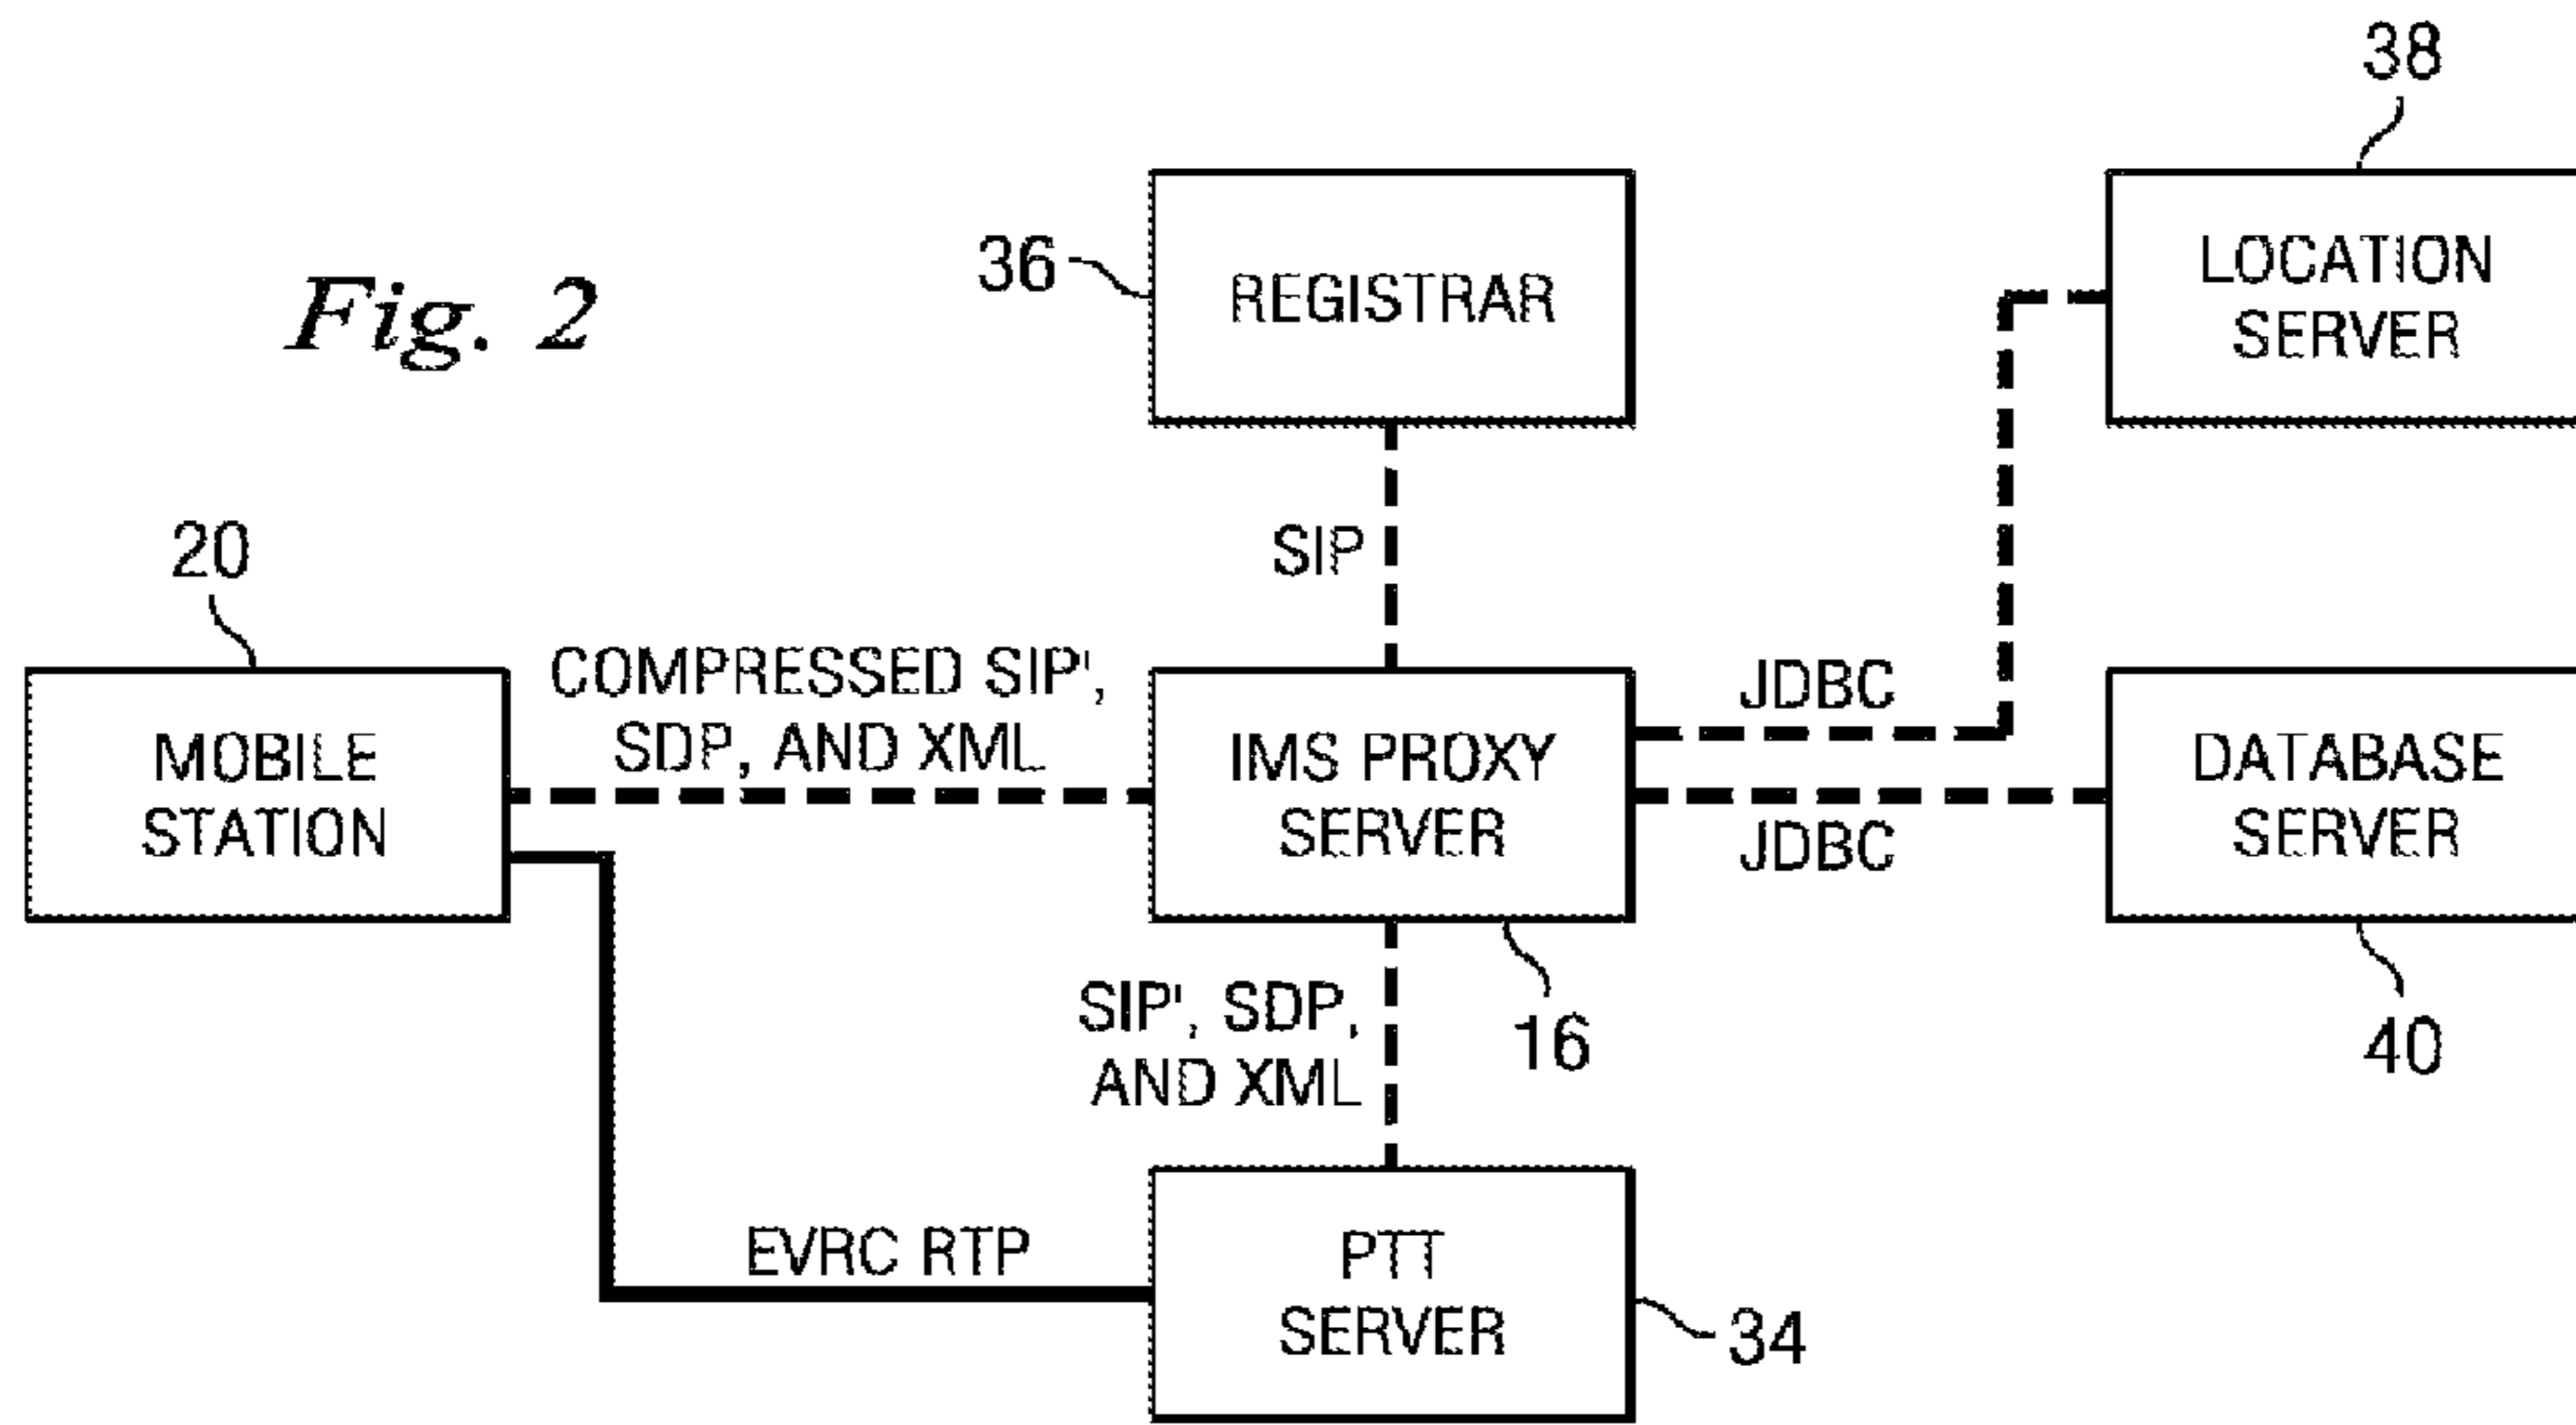 38
Fig. 2
36
REGISTRAR
LOCATION
SERVER
SIP
20
MOBILE
STATION
COMPRESSED SIP',
SDP, AND XML
IMS PROXY
SERVER
JDBC
JDBC
DATABASE
SERVER
SIP', SDP,
AND XML
16
40
EVRC RTP
PTT
SERVER
34